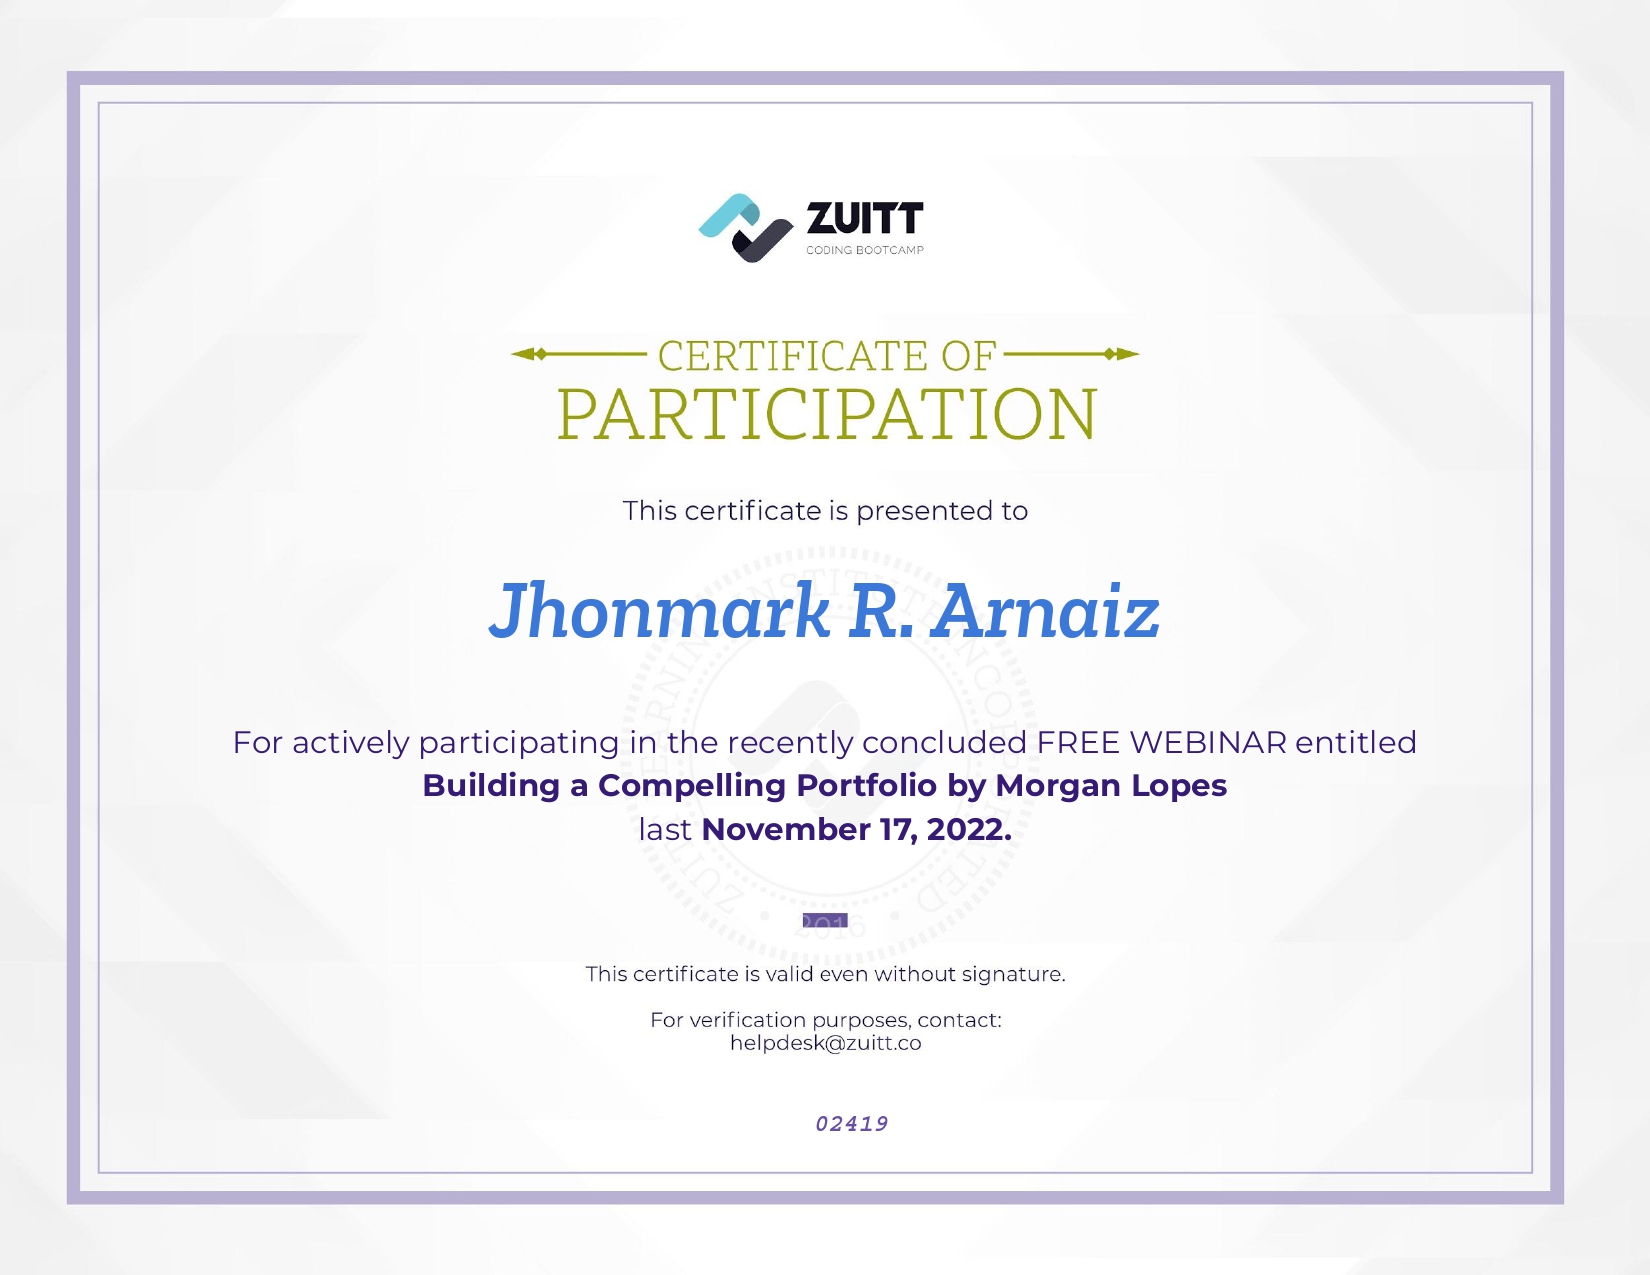 ZUITT
CODING BOOTCAMP
CERTIFICATE OF
PARTICIPATION
This certificate is presented to
Jhonmark R. Arnaiz
For actively participating in the recently concluded FREE WEBINAR entitled
Building a Compelling Portfolio by Morgan Lopes
last November 17, 2022.
ZUITT LEARNING INSTITUTE INCORPORATED
2016
This certificate is valid even without signature.
For verification purposes, contact:
helpdesk@zuitt.co
02419